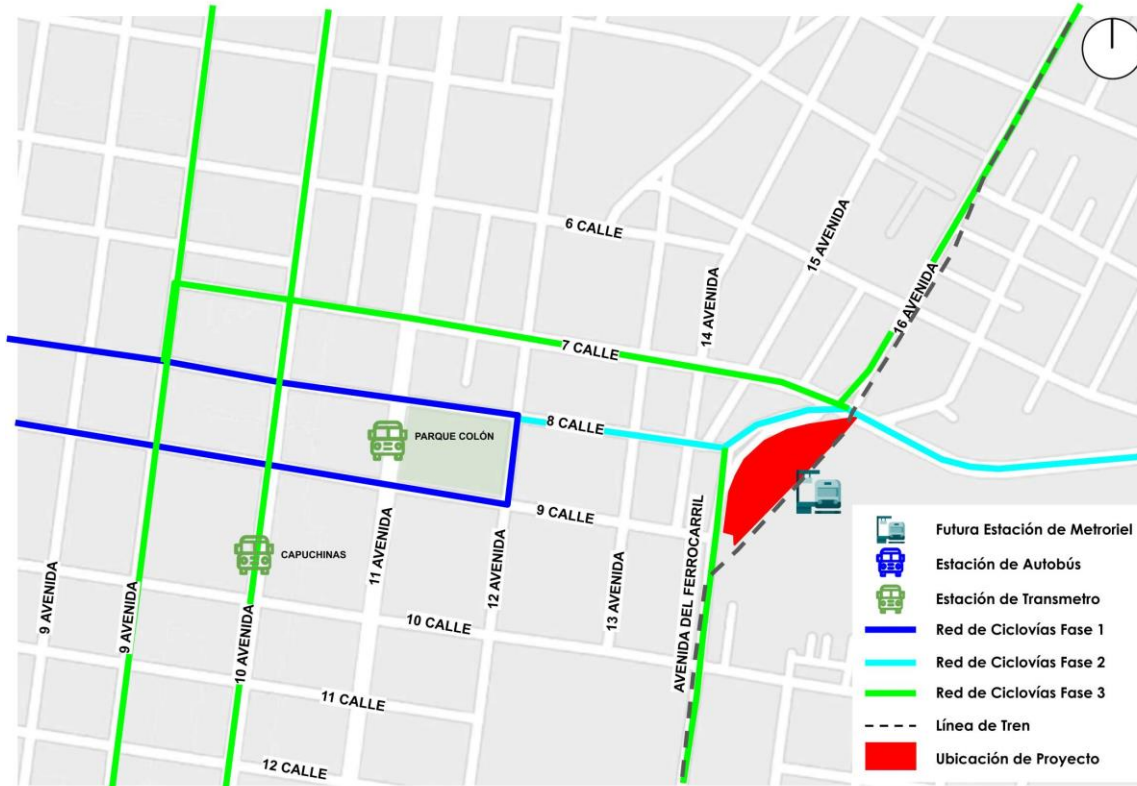 6 CALLE
15 AVENIDA
14 AVENIDA
16 AVENIDA
7 CALLE
8 CALLE
PARQUE COLÓN
9 CALLE
CAPUCHINAS
11 AVENIDA
12 AVENIDA
13 AVENIDA
AVENIDA DEL FERROCARRIL
9 AVENIDA
9 AVENIDA
10 AVENIDA
10 CALLE
11 CALLE
12 CALLE
Futura Estación de Metroriel
Estación de Autobús
Estación de Transmetro
Red de Ciclovías Fase 1
Red de Ciclovías Fase 2
Red de Ciclovías Fase 3
Línea de Tren
Ubicación de Proyecto